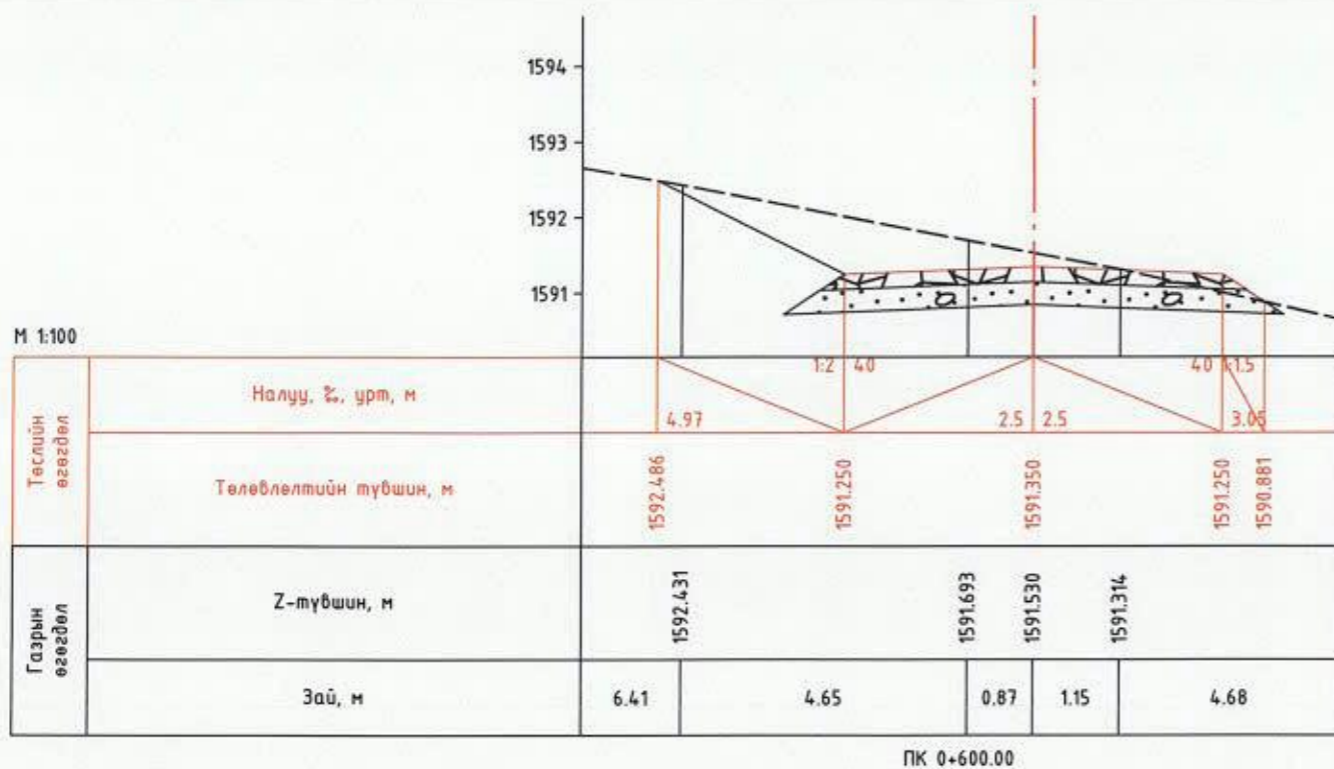 1594
1593
1592
1591
М 1:100
Төслийн өгөгдөл
Налуу, ‰, урт, м
1:2 40 40 1:1.5
4.97 2.5 2.5 3.05
Төлөвлөлтийн түвшин, м
1592.486 1591.250 1591.350 1591.250 1590.881
Газрын өгөгдөл
Z-түвшин, м
1592.431 1591.693 1591.530 1591.314
Зай, м
6.41 4.65 0.87 1.15 4.68
ПК 0+600.00